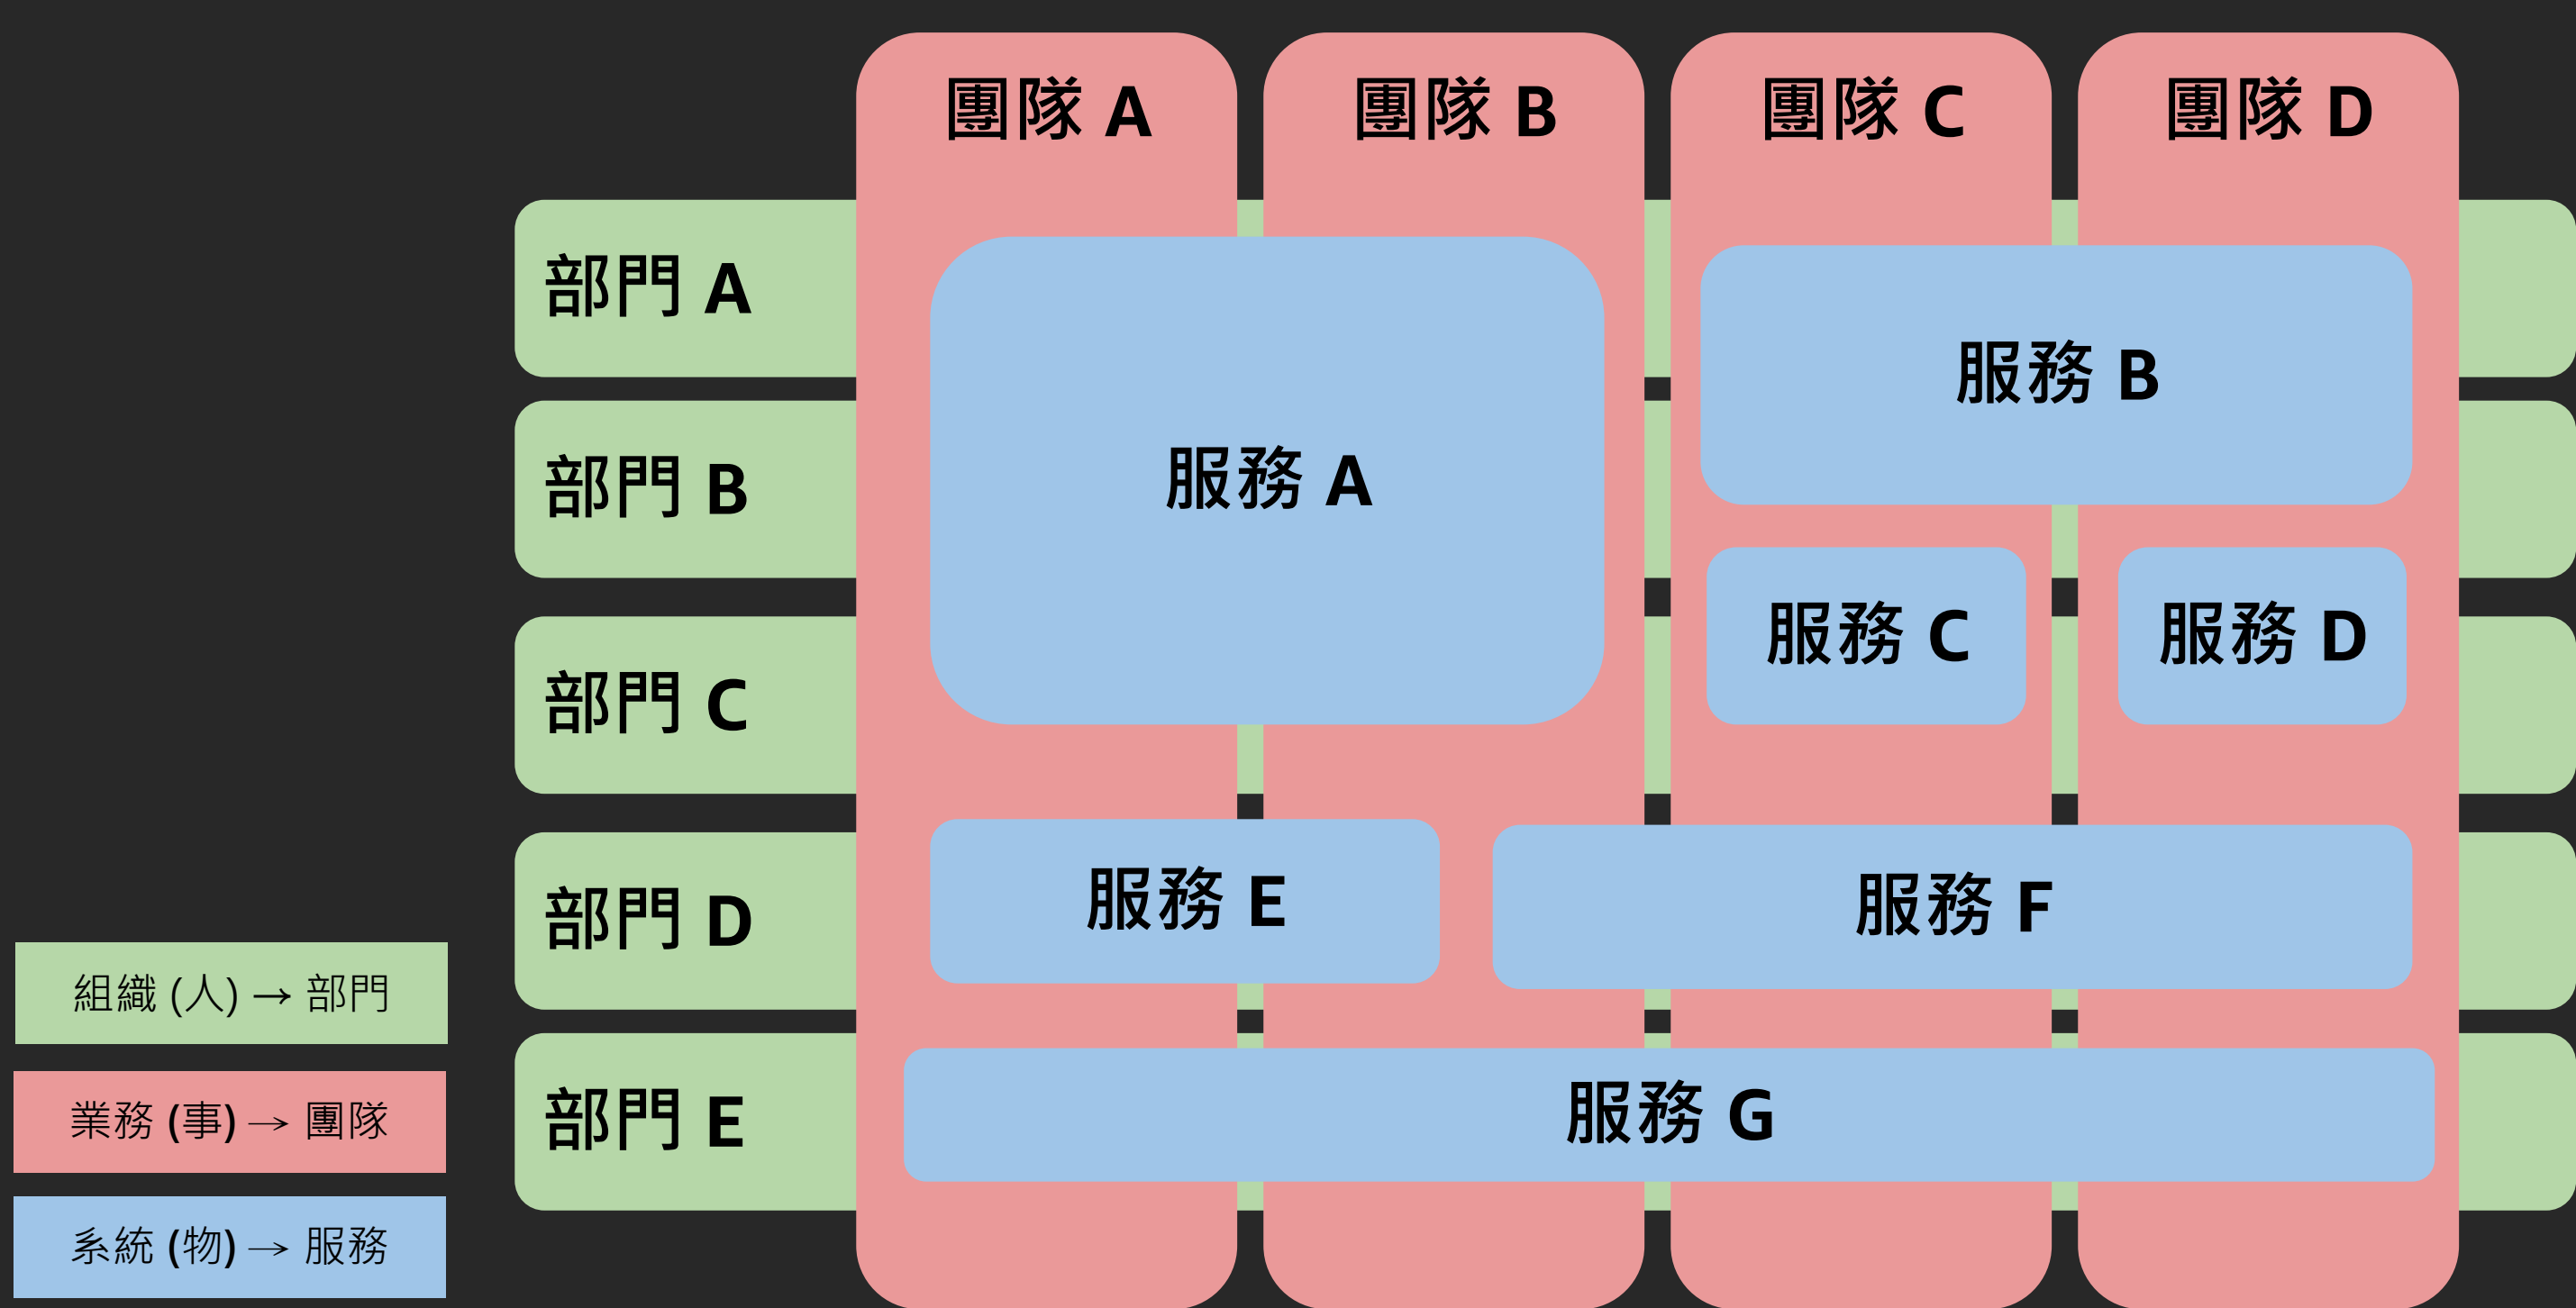 團隊 A
團隊 B
團隊 C
團隊 D
部門 A
部門 B
部門 C
部門 D
部門 E
服務 A
服務 B
服務 C
服務 D
服務 E
服務 F
服務 G
組織 (人) → 部門
業務 (事) → 團隊
系統 (物) → 服務